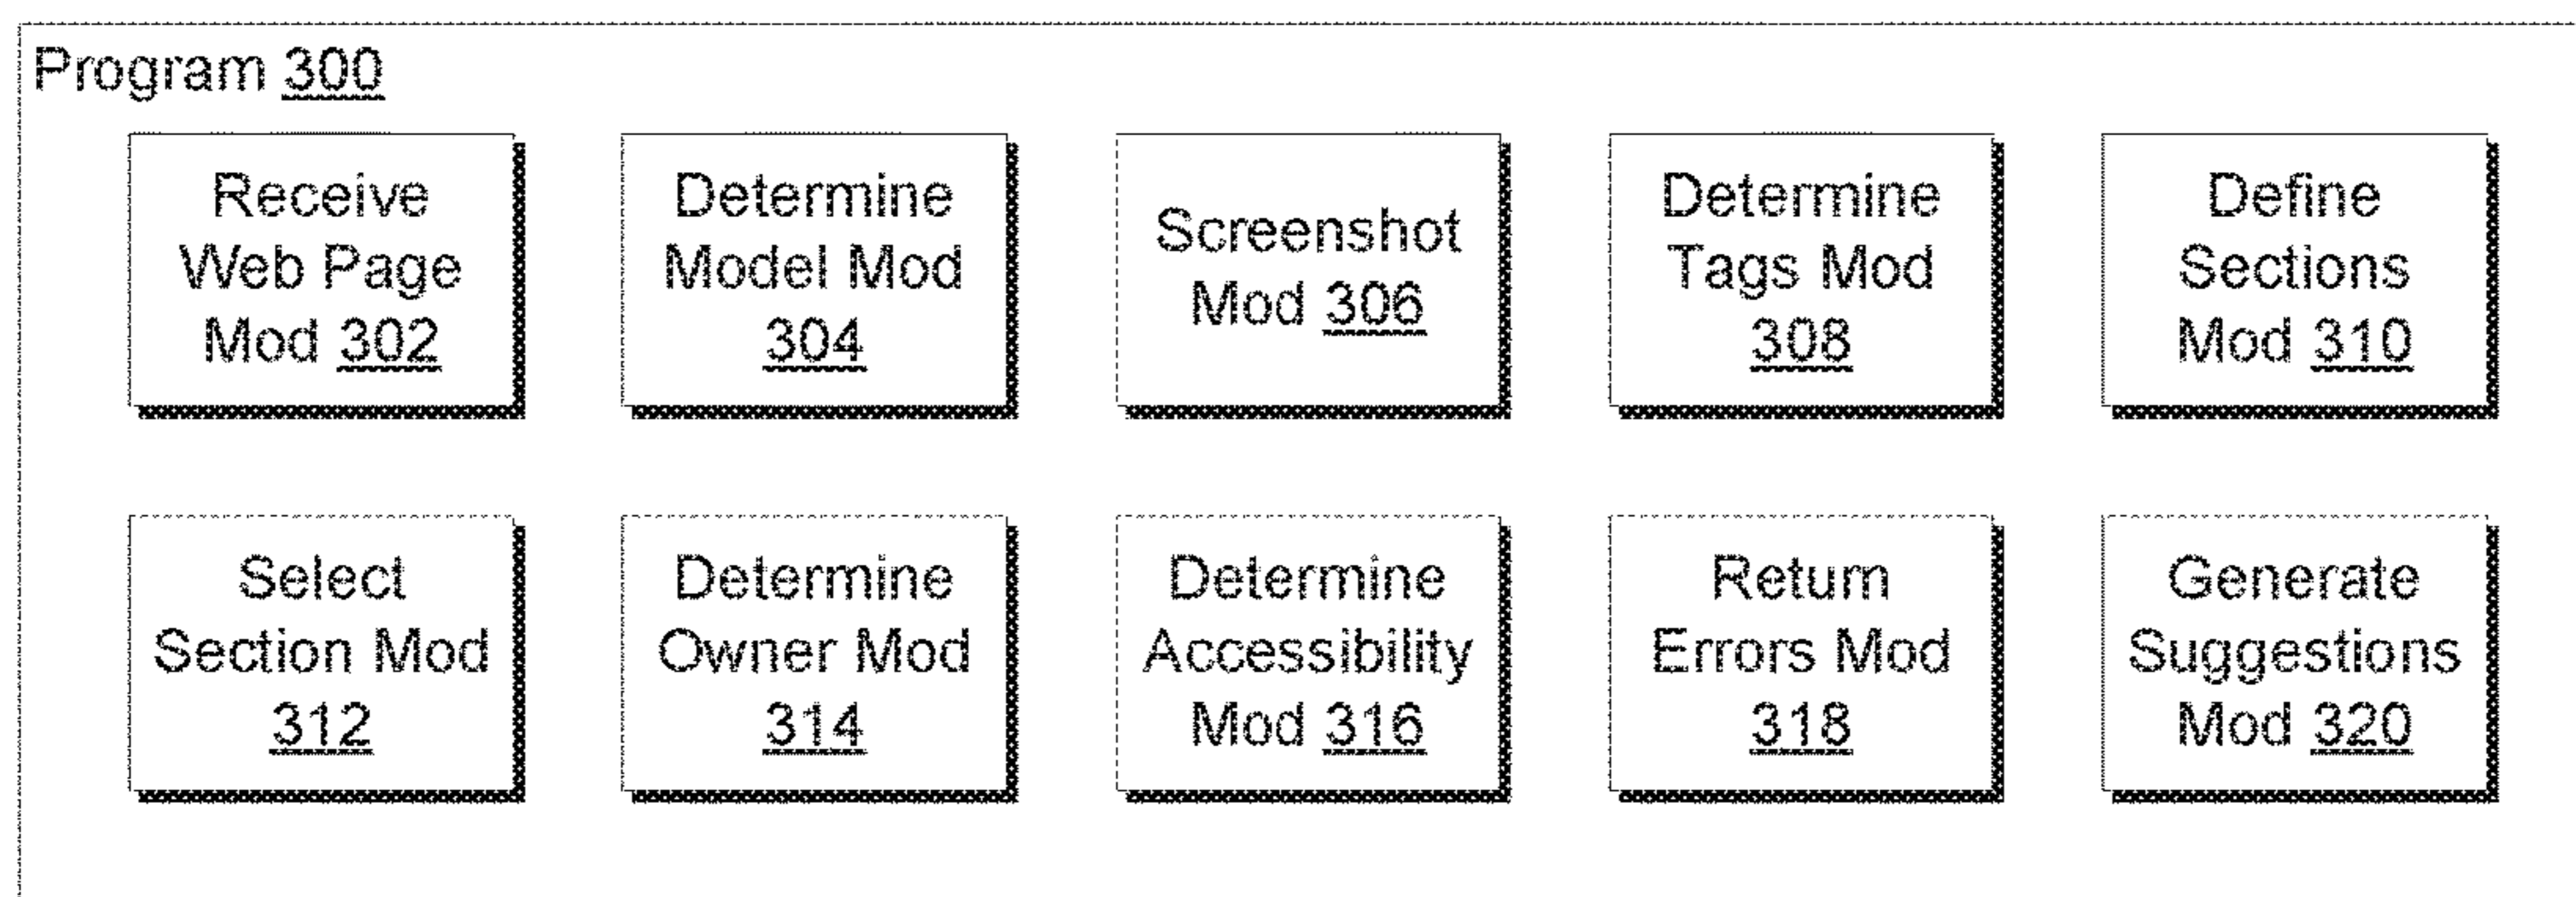 Program 300
Receive
Web Page
Mod 302
Determine
Model Mod
304
Screenshot
Mod 306
Determine
Tags Mod
308
Define
Sections
Mod 310
Select
Section Mod
312
Determine
Owner Mod
314
Determine
Accessibility
Mod 316
Return
Errors Mod
318
Generate
Suggestions
Mod 320